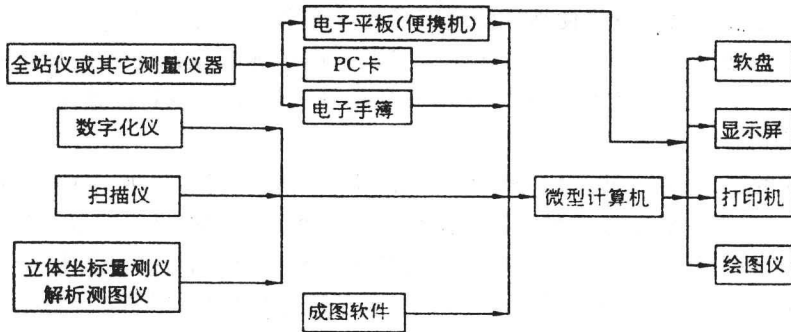 电子平板(便携机)
全站仪或其它测量仪器
PC卡
软盘
电子手簿
数字化仪
显示屏
扫描仪
微型计算机
打印机
立体坐标量测仪
解析测图仪
绘图仪
成图软件